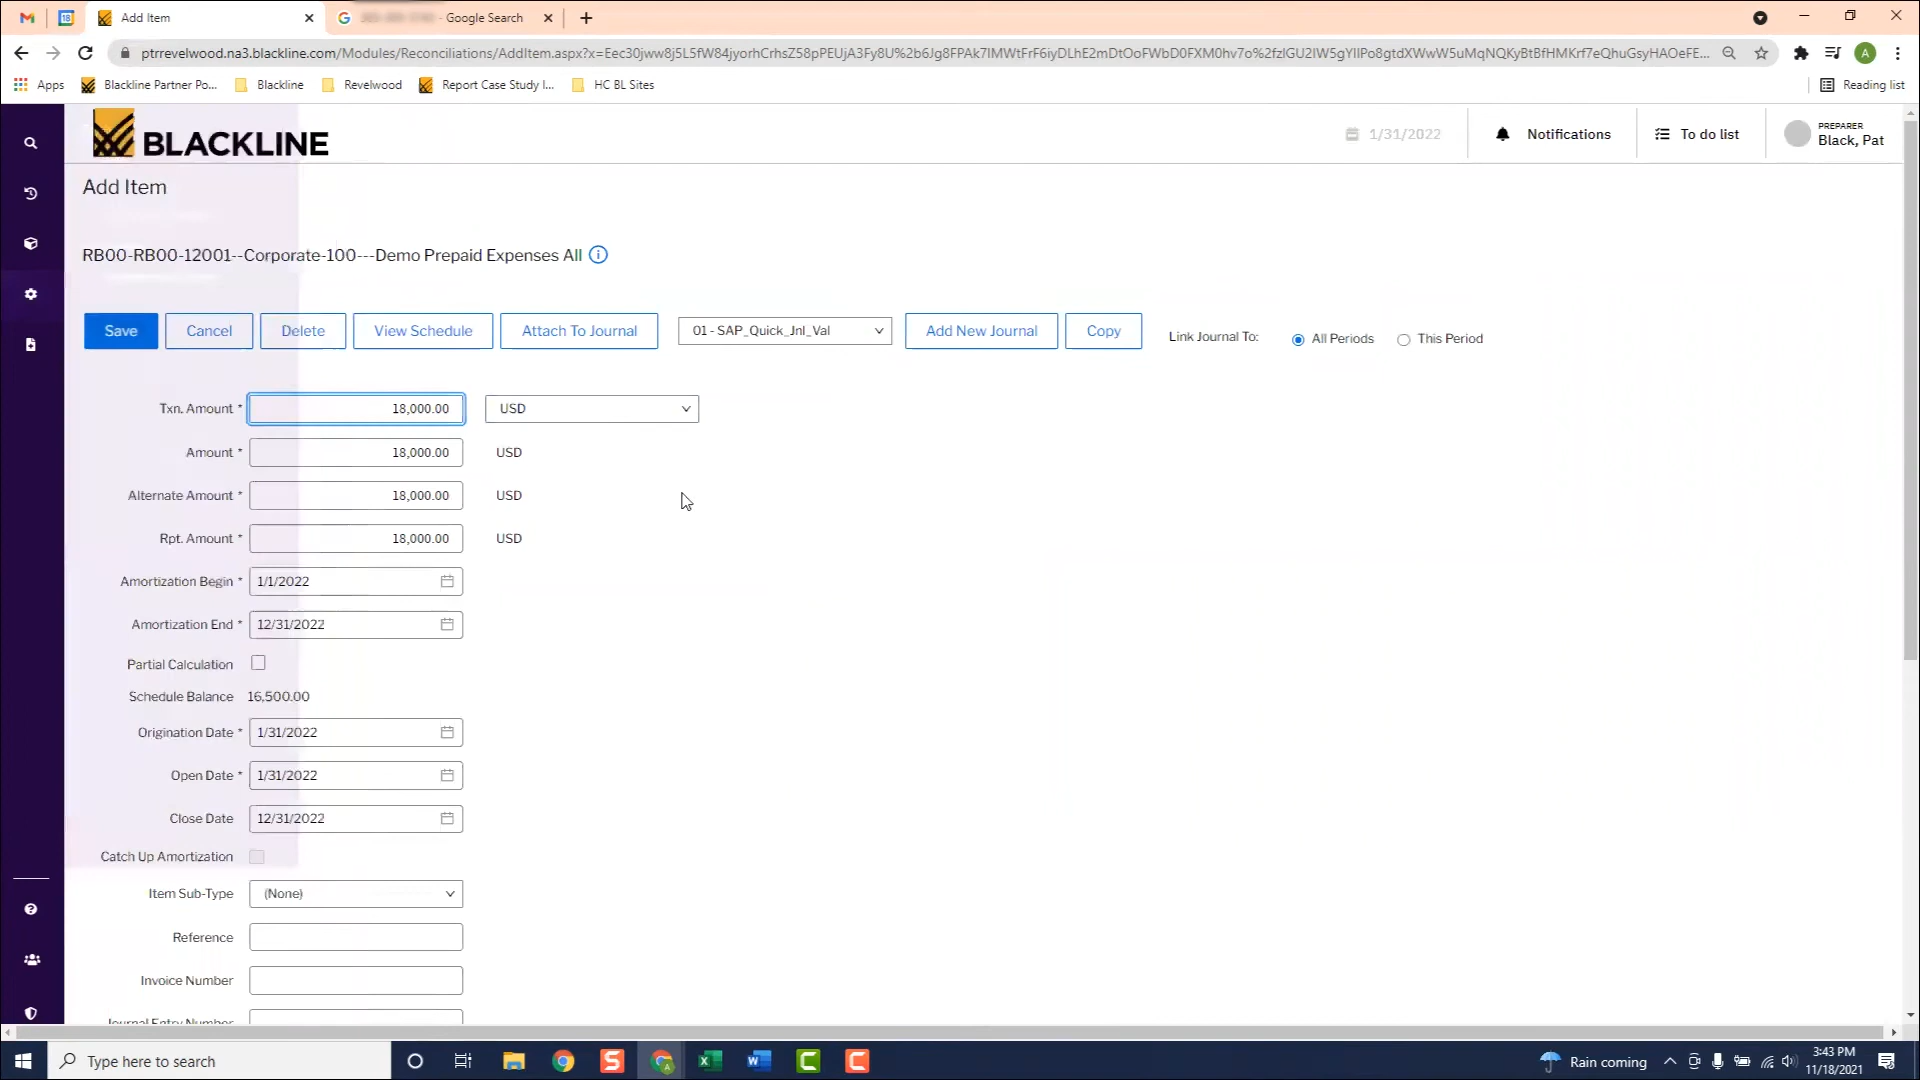 Add Item
- Google Search
ptrrevelwood.na3.blackline.com/Modules/Reconciliations/AddItem.aspx?x=Eec30jww8j5L5fW84jyorhCrhsZ58pPEUjA3Fy8U%2b6Jg8FPAk7IMWtFrF6iyDLhE2mDtOoFWbD0FXM0hv7o%2fzlGU2IW5gYIlPo8gtdXWwW5uMqNQKyBtBfHMKrf7eQhuGsyHAOeFE...
Apps
Blackline Partner Po...
Blackline
Revelwood
Report Case Study I...
HC BL Sites
Reading list
BLACKLINE
1/31/2022
Notifications
To do list
PREPARER
Black, Pat
Add Item
RB00-RB00-12001--Corporate-100---Demo Prepaid Expenses All
Save
Cancel
Delete
View Schedule
Attach To Journal
01 - SAP_Quick_Jnl_Val
Add New Journal
Copy
Link Journal To:
All Periods
This Period
Txn. Amount * 18,000.00 USD
Amount * 18,000.00 USD
Alternate Amount * 18,000.00 USD
Rpt. Amount * 18,000.00 USD
Amortization Begin * 1/1/2022
Amortization End * 12/31/2022
Partial Calculation
Schedule Balance 16,500.00
Origination Date * 1/31/2022
Open Date * 1/31/2022
Close Date 12/31/2022
Catch Up Amortization
Item Sub-Type (None)
Reference
Invoice Number
Journal Entry Number
Type here to search
Rain coming
3:43 PM
11/18/2021